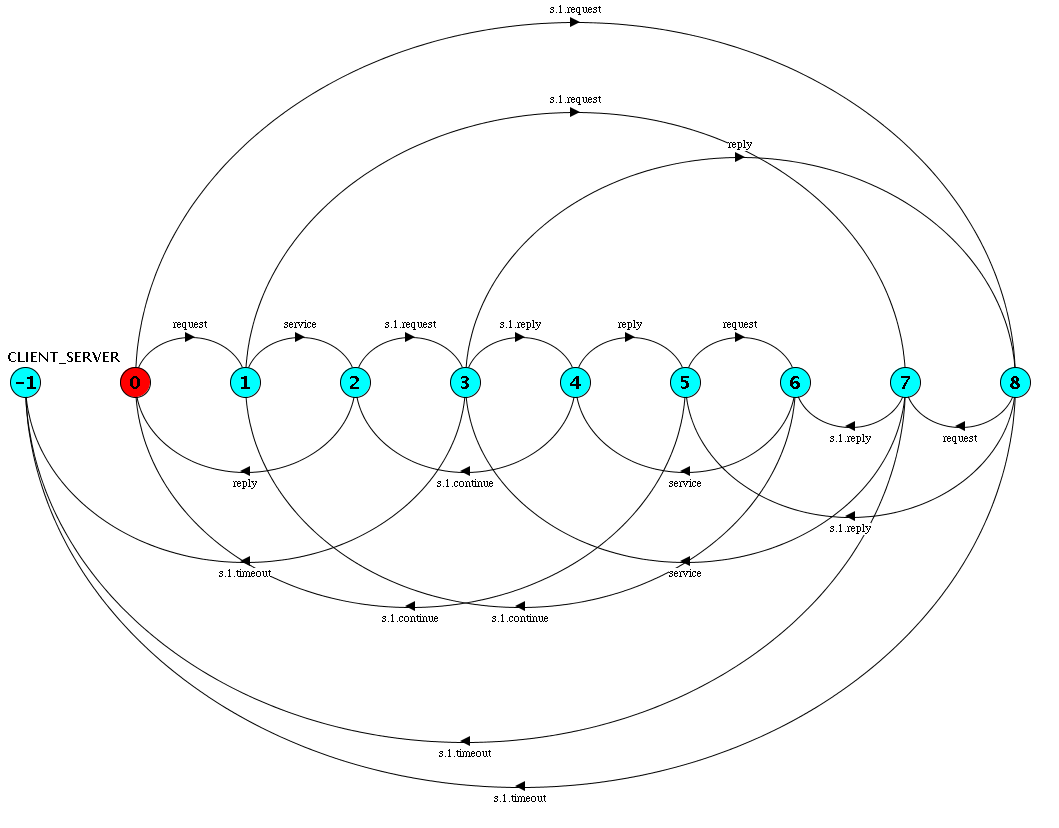 s.1.request
s.1.request
reply
request
service
s.1.request
s.1.reply
reply
request
CLIENT_SERVER
-1
0
1
2
3
4
5
6
7
8
s.1.reply
request
reply
s.1.continue
service
s.1.reply
s.1.timeout
service
s.1.continue
s.1.continue
s.1.timeout
s.1.timeout